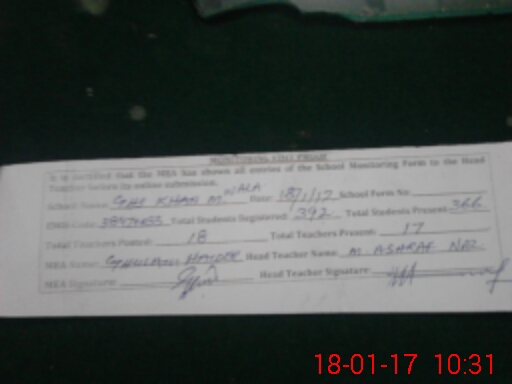 MONITORING VISIT PROOF
It is certified that the MEA has shown all entries of the School Monitoring Form to the Head
Teacher before its online submission.
School Name: KHAN M. WALA Date: 18/1/17 School Form No
EMIS Code: Total Students Registered: 392 Total Students Present: 366
Total Teachers Posted: 18 Total Teachers Present: 17
MEA Name: HAIDER Head Teacher Name: M. ASHRAF
MEA Signature: Head Teacher Signature:
18-01-17 10:31